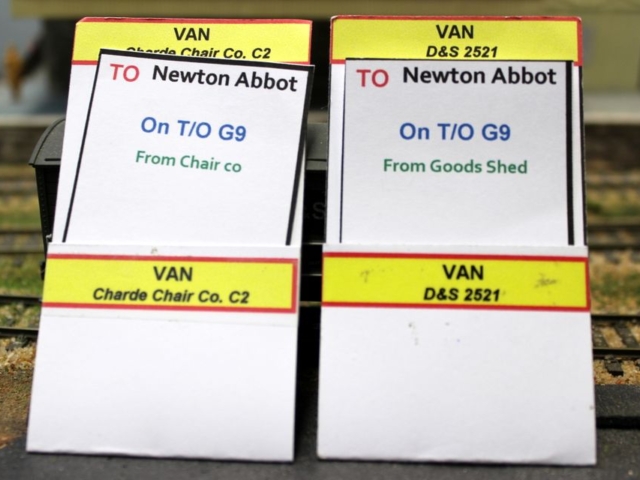 VAN
Charde Chair Co. C2
TO Newton Abbot
On T/O G9
From Chair co
VAN
Charde Chair Co. C2
VAN
D&S 2521
TO Newton Abbot
On T/O G9
From Goods Shed
VAN
D&S 2521